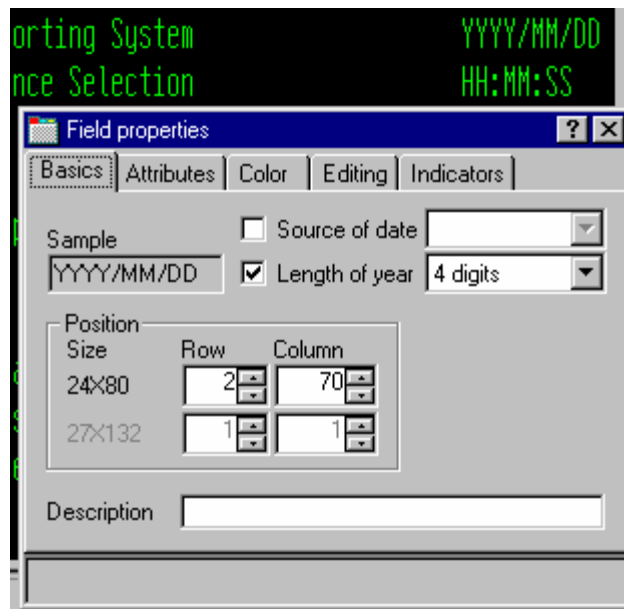 orting System YYYY/MM/DD
nce Selection HH:MM:SS
Field properties
Basics Attributes Color Editing Indicators
Sample Source of date
YYYY/MM/DD Length of year 4 digits
Position
Size Row Column
24X80 2 70
27X132 1 1
Description